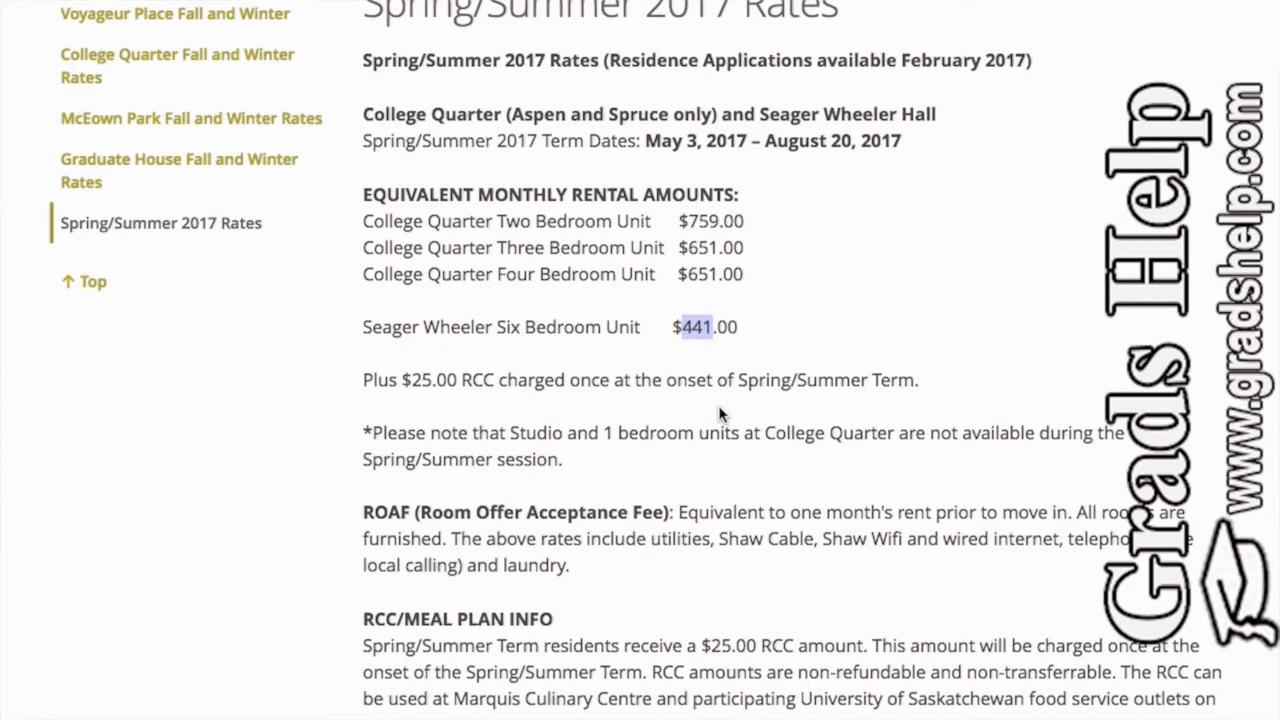 Voyageur Place Fall and Winter
College Quarter Fall and Winter
Rates
McEown Park Fall and Winter Rates
Graduate House Fall and Winter
Rates
Spring/Summer 2017 Rates
↑ Top
Spring/Summer 2017 Rates
Spring/Summer 2017 Rates (Residence Applications available February 2017)
College Quarter (Aspen and Spruce only) and Seager Wheeler Hall
Spring/Summer 2017 Term Dates: May 3, 2017 – August 20, 2017
EQUIVALENT MONTHLY RENTAL AMOUNTS:
College Quarter Two Bedroom Unit $759.00
College Quarter Three Bedroom Unit $651.00
College Quarter Four Bedroom Unit $651.00
Seager Wheeler Six Bedroom Unit $441.00
Plus $25.00 RCC charged once at the onset of Spring/Summer Term.
*Please note that Studio and 1 bedroom units at College Quarter are not available during the
Spring/Summer session.
ROAF (Room Offer Acceptance Fee): Equivalent to one month's rent prior to move in. All are
furnished. The above rates include utilities, Shaw Cable, Shaw Wifi and wired internet,
local calling) and laundry.
RCC/MEAL PLAN INFO
Spring/Summer Term residents receive a $25.00 RCC amount. This amount will be charged once at the
onset of the Spring/Summer Term. RCC amounts are non-refundable and non-transferrable. The RCC can
be used at Marquis Culinary Centre and participating University of Saskatchewan food service outlets on
Grads Help
www.gradshelp.com